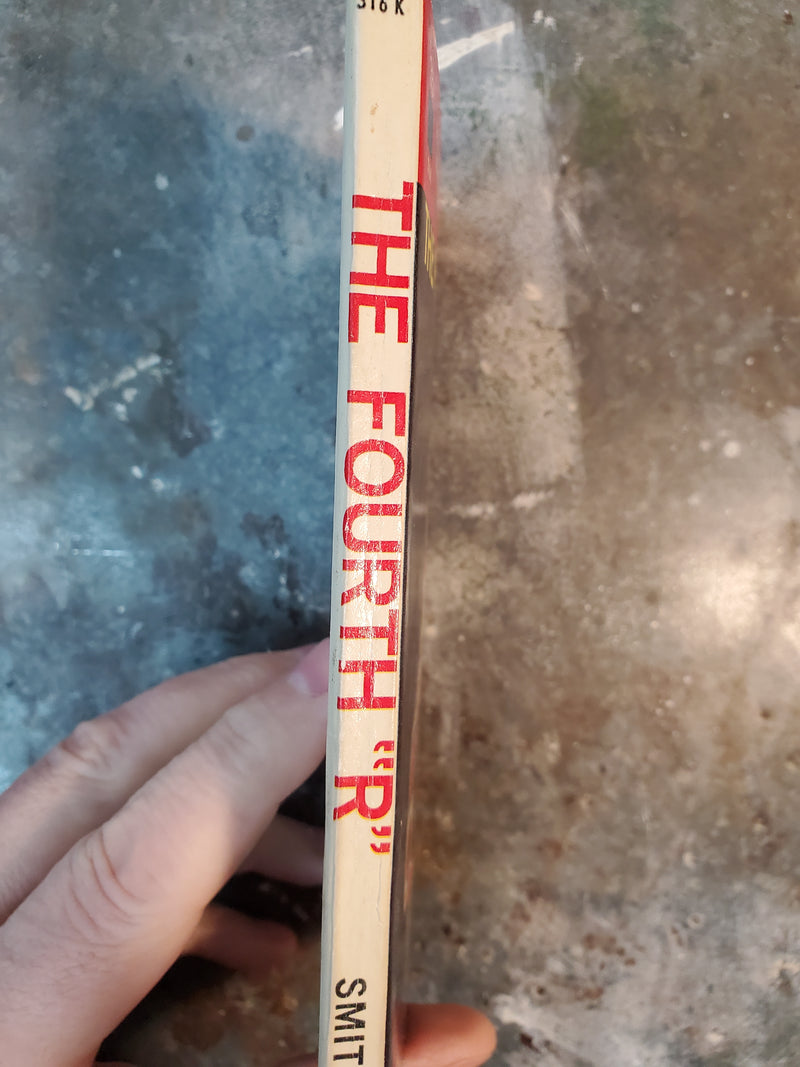 316 K
THE FOURTH “R”
SMIT